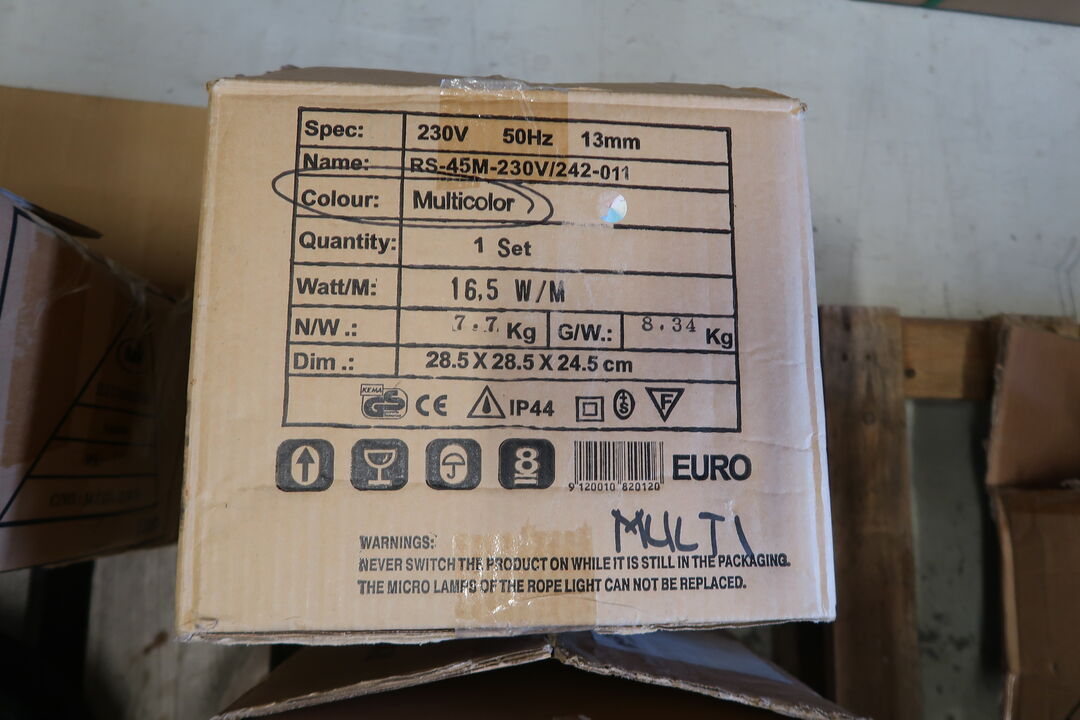 Spec: 230V 50Hz 13mm
Name: RS-45M-230V/242-011
Colour: Multicolor
Quantity: 1 Set
Watt/M: 16,5 W/M
N/W.: 7.7 Kg G/W.: 8.34 Kg
Dim.: 28.5 X 28.5 X 24.5 cm
KEMA GS CE IP44 F
8
EURO
9 120010 820120
MULTI
WARNINGS:
NEVER SWITCH THE PRODUCT ON WHILE IT IS STILL IN THE PACKAGING.
THE MICRO LAMPS OF THE ROPE LIGHT CAN NOT BE REPLACED.